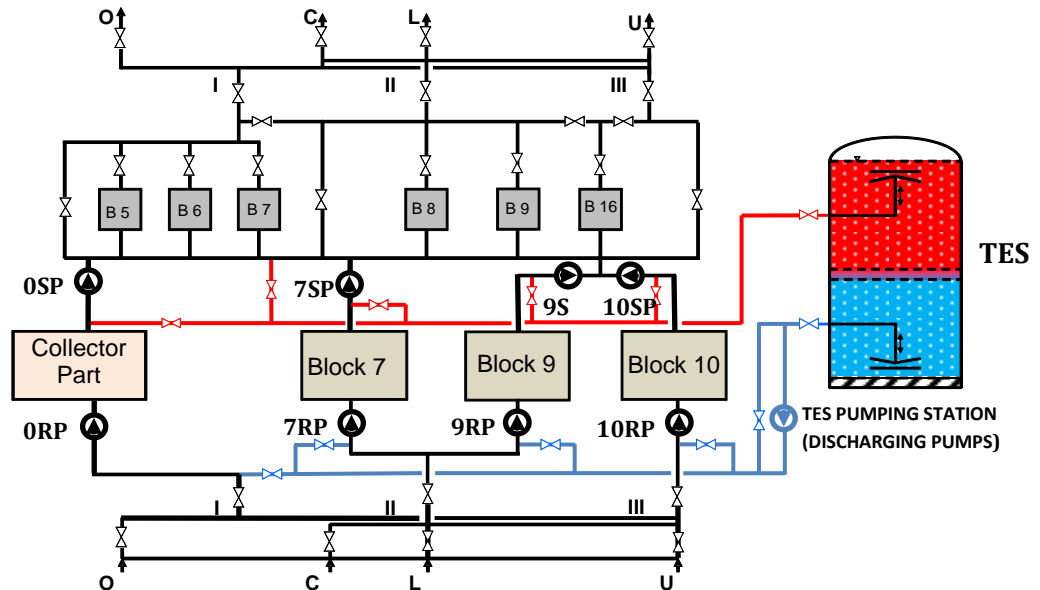 O C L U
I II III
B 5 B 6 B 7 B 8 B 9 B 16
TES
0SP 7SP 9S 10SP
Collector
Part
Block 7 Block 9 Block 10
0RP 7RP 9RP 10RP
TES PUMPING STATION
(DISCHARGING PUMPS)
I II III
O C L U